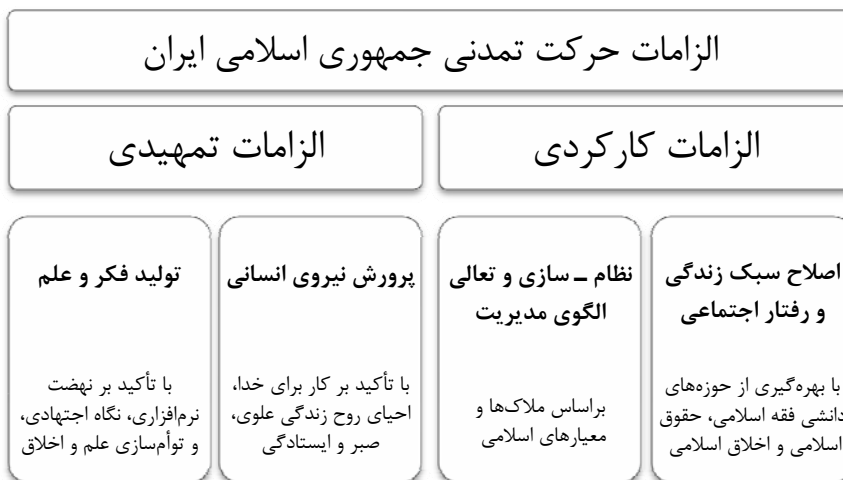 الزامات حرکت تمدنی جمهوری اسلامی ایران
الزامات کارکردی
الزامات تمهیدی
اصلاح سبک زندگی
و رفتار اجتماعی
با بهره‌گیری از حوزه‌های
دانشی فقه اسلامی، حقوق
اسلامی و اخلاق اسلامی
نظام ـ سازی و تعالی
الگوی مدیریت
براساس ملاک‌ها و
معیارهای اسلامی
پرورش نیروی انسانی
با تأکید بر کار برای خدا،
احیای روح زندگی علوی،
صبر و ایستادگی
تولید فکر و علم
با تأکید بر نهضت
نرم‌افزاری، نگاه اجتهادی،
و توأم‌سازی علم و اخلاق